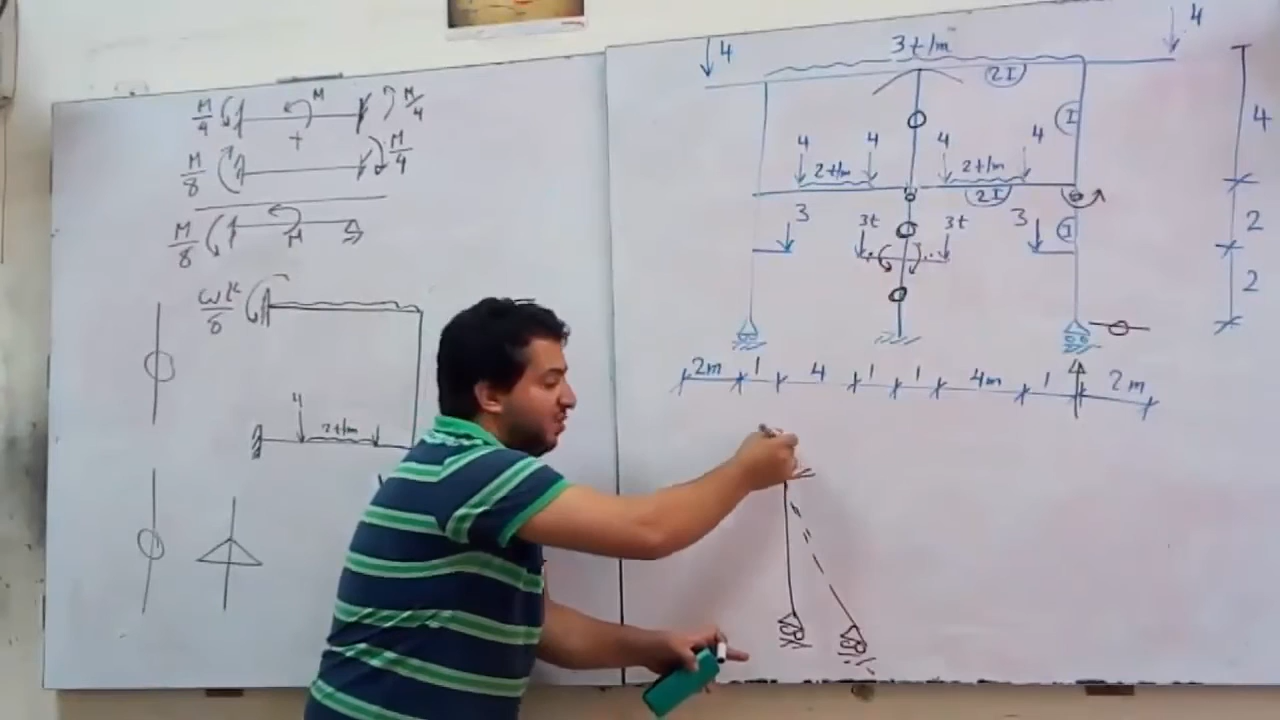 M/4 M M/4
+
M/8 M/4
M/8 M
ωL²/8
4
2t/m
4 3t/m 4
2I
I
4 4 4 4
2t/m 2t/m
2I
3 3t 3t 3
I
4
2
2
2m 1 4 1 1 4m 1 2m